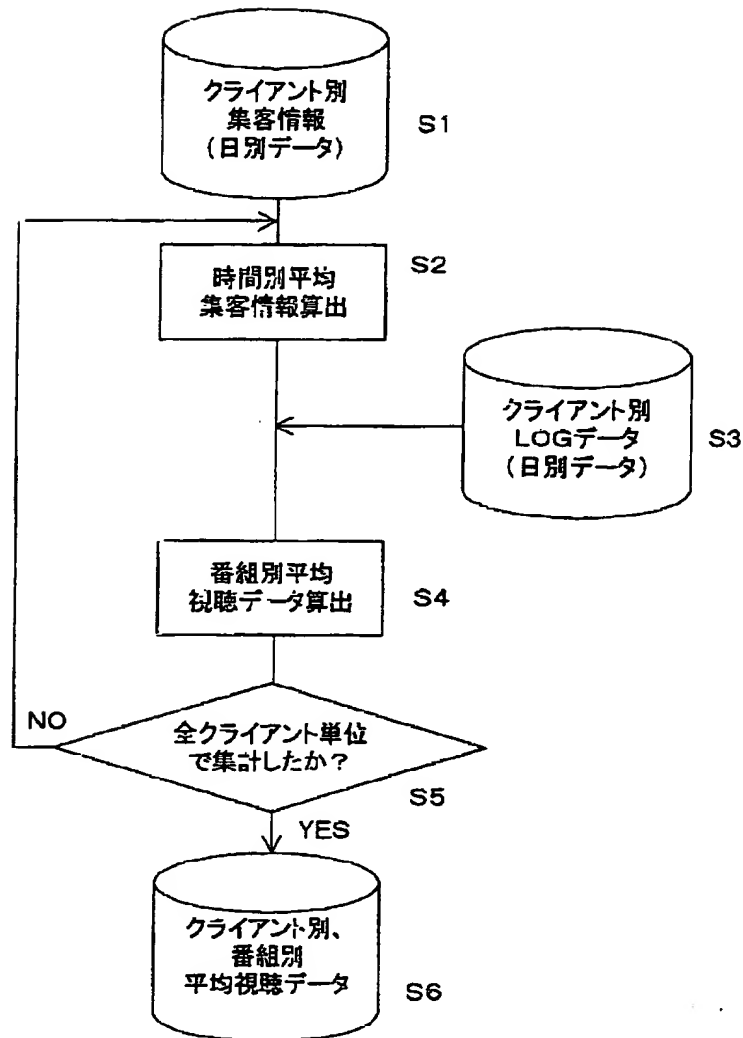 クライアント別
集客情報
(日別データ)
S1
時間別平均
集客情報算出
S2
クライアント別
LOGデータ
(日別データ)
S3
番組別平均
視聴データ算出
S4
NO
全クライアント単位
で集計したか?
S5
YES
クライアント別、
番組別
平均視聴データ
S6